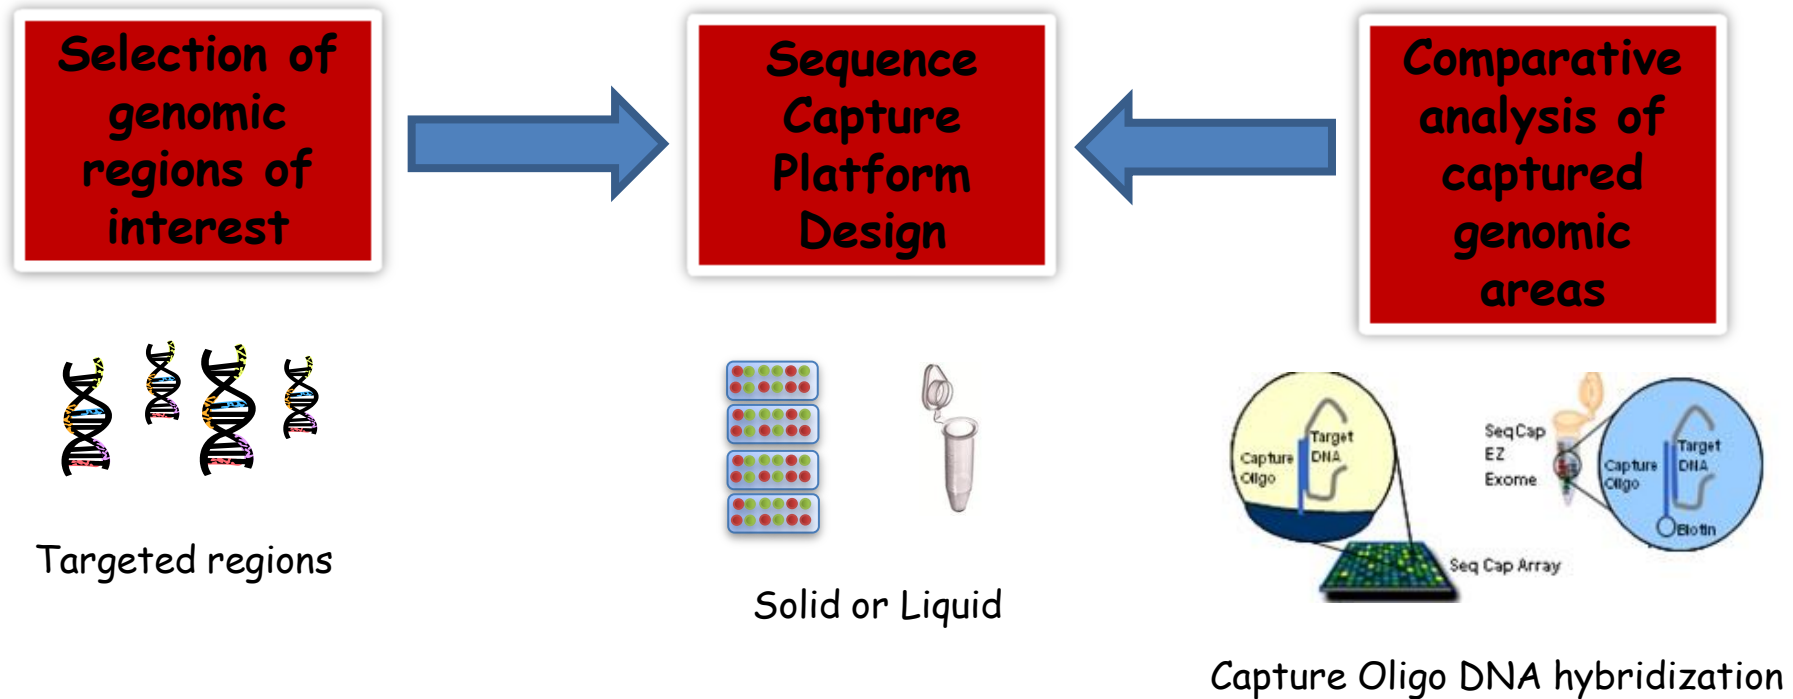 Selection of
genomic
regions of
interest
Sequence
Capture
Platform
Design
Comparative
analysis of
captured
genomic
areas
Targeted regions
Solid or Liquid
Capture
Oligo
Target
DNA
Seq Cap Array
SeqCap
EZ
Exome
Capture
Oligo
Target
DNA
Biotin
Capture Oligo DNA hybridization